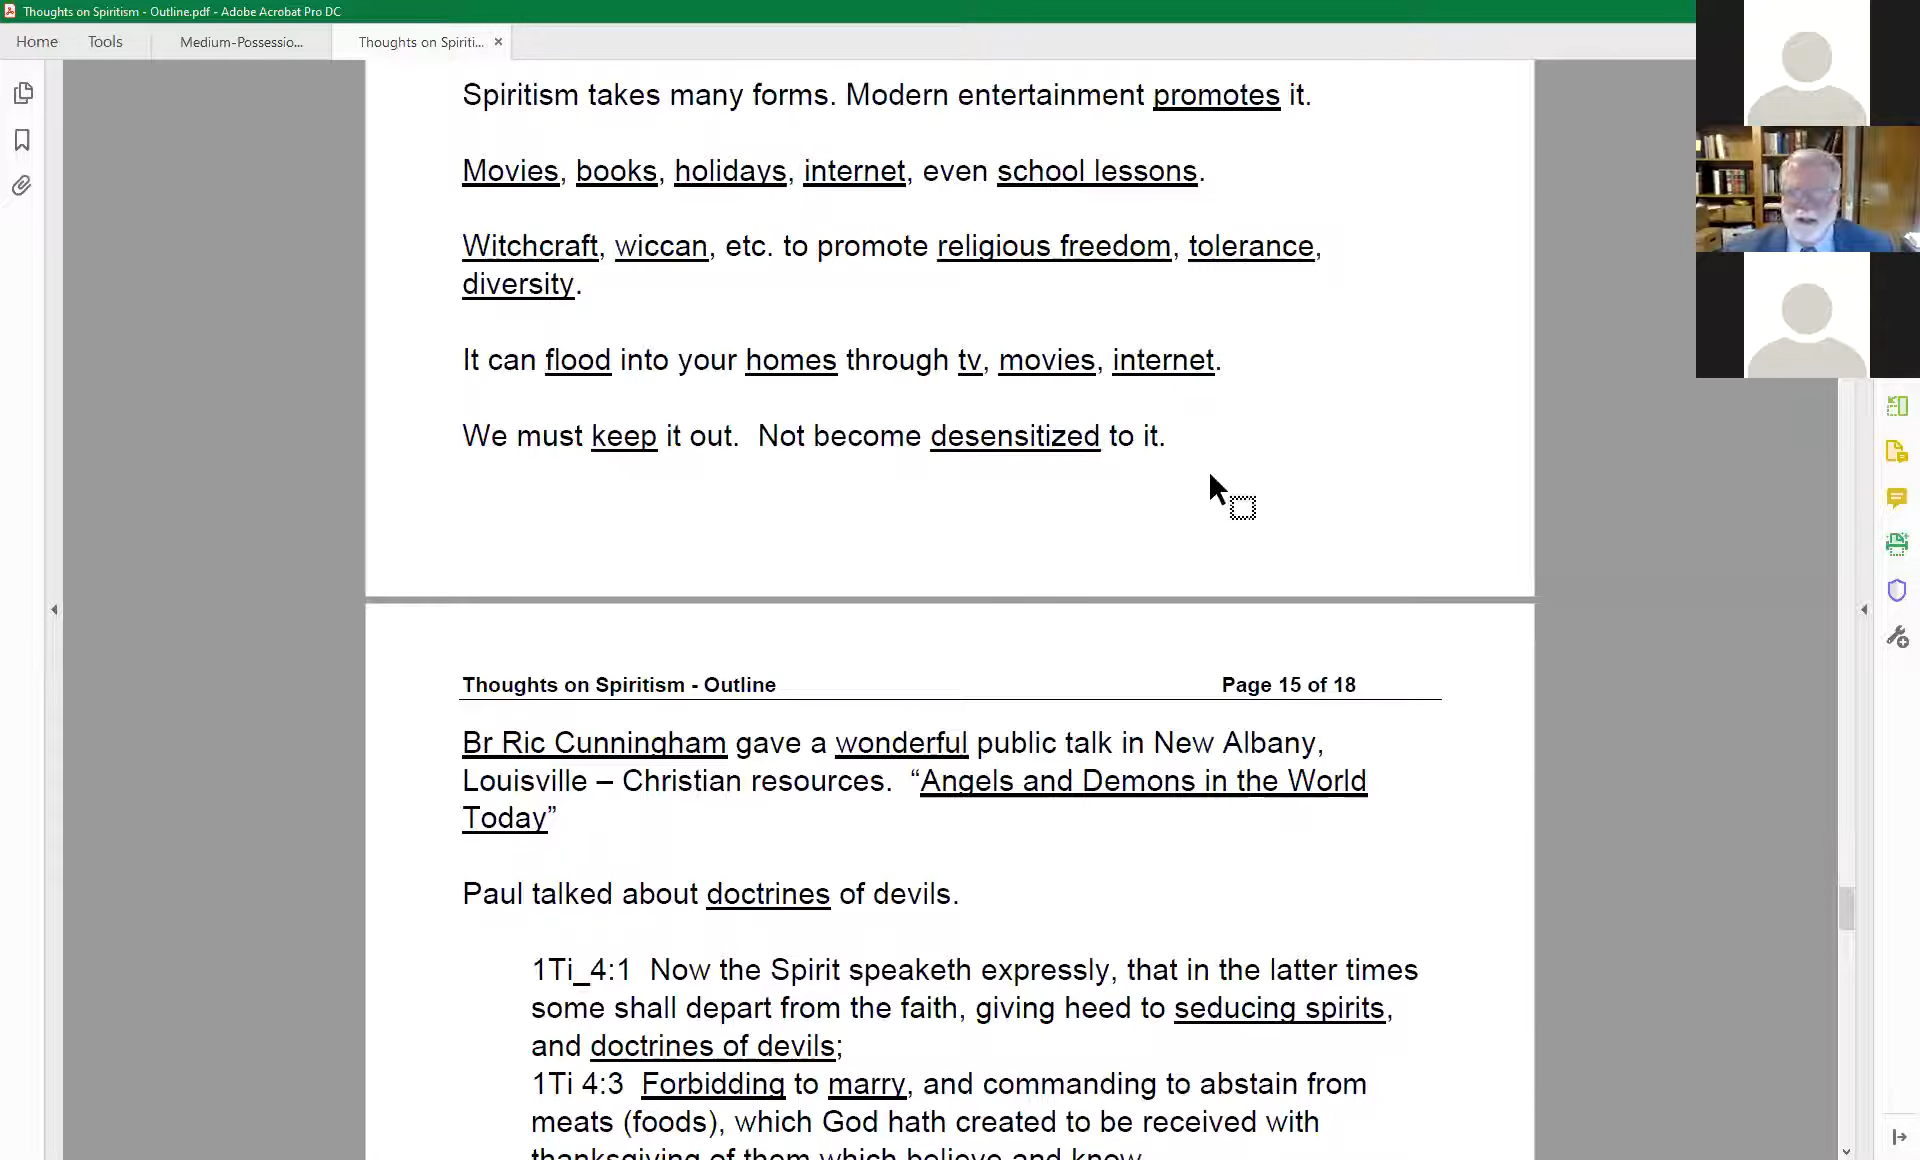 Thoughts on Spiritism - Outline.pdf - Adobe Acrobat Pro DC
Home Tools Medium-Possessio... Thoughts on Spiriti... ×
Spiritism takes many forms. Modern entertainment promotes it.
Movies, books, holidays, internet, even school lessons.
Witchcraft, wiccan, etc. to promote religious freedom, tolerance,
diversity.
It can flood into your homes through tv, movies, internet.
We must keep it out. Not become desensitized to it.
Thoughts on Spiritism - Outline Page 15 of 18
Br Ric Cunningham gave a wonderful public talk in New Albany,
Louisville – Christian resources. “Angels and Demons in the World
Today”
Paul talked about doctrines of devils.
1Ti_4:1 Now the Spirit speaketh expressly, that in the latter times
some shall depart from the faith, giving heed to seducing spirits,
and doctrines of devils;
1Ti 4:3 Forbidding to marry, and commanding to abstain from
meats (foods), which God hath created to be received with
thanksgiving of them which believe and know